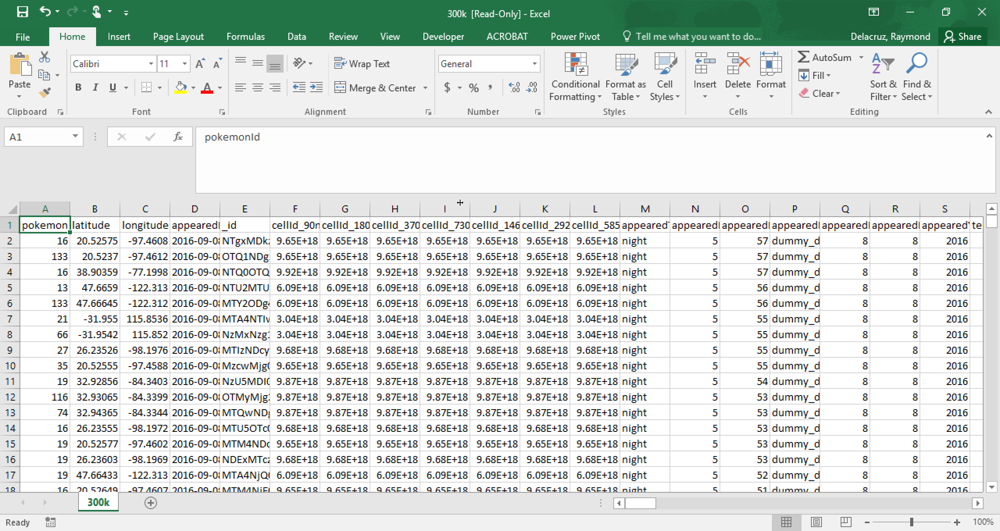 300k [Read-Only] - Excel
File Home Insert Page Layout Formulas Data Review View Developer ACROBAT Power Pivot Tell me what you want to do... Delacruz, Raymond Share
Calibri 11 Wrap Text General AutoSum
Paste B I U Merge & Center $ % , Conditional Formatting Format as Table Cell Styles Insert Delete Format Fill Clear Sort & Filter Find & Select
Clipboard Font Alignment Number Styles Cells Editing
A1 fx pokemonId
A B C D E F G H I J K L M N O P Q R S
1 pokemon latitude longitude appearedl _id cellId_90n cellId_180 cellId_370 cellId_730 cellId_146 cellId_292 cellId_585 appeared appearedl appearedl appearedl appearedl appearedl appeared te
2 16 20.52575 -97.4608 2016-09-08 NTgxMDkz 9.65E+18 9.65E+18 9.65E+18 9.65E+18 9.65E+18 9.65E+18 9.65E+18 night 5 57 dummy_d 8 8 2016
3 133 20.5237 -97.4612 2016-09-08 OTQ1NDg 9.65E+18 9.65E+18 9.65E+18 9.65E+18 9.65E+18 9.65E+18 9.65E+18 night 5 57 dummy_d 8 8 2016
4 16 38.90359 -77.1998 2016-09-08 NTQ0OTQ 9.92E+18 9.92E+18 9.92E+18 9.92E+18 9.92E+18 9.92E+18 9.92E+18 night 5 57 dummy_d 8 8 2016
5 13 47.6659 -122.313 2016-09-08 NTU2MTU 6.09E+18 6.09E+18 6.09E+18 6.09E+18 6.09E+18 6.09E+18 6.09E+18 night 5 56 dummy_d 8 8 2016
6 133 47.66645 -122.312 2016-09-08 MTY2ODg4 6.09E+18 6.09E+18 6.09E+18 6.09E+18 6.09E+18 6.09E+18 6.09E+18 night 5 56 dummy_d 8 8 2016
7 21 -31.955 115.8536 2016-09-08 MTA4NTIw 3.04E+18 3.04E+18 3.04E+18 3.04E+18 3.04E+18 3.04E+18 3.04E+18 night 5 55 dummy_d 8 8 2016
8 66 -31.9542 115.852 2016-09-08 NzMxNzg1 3.04E+18 3.04E+18 3.04E+18 3.04E+18 3.04E+18 3.04E+18 3.04E+18 night 5 55 dummy_d 8 8 2016
9 27 26.23526 -98.1976 2016-09-08 MTIzNDcy 9.68E+18 9.68E+18 9.68E+18 9.68E+18 9.68E+18 9.68E+18 9.68E+18 night 5 55 dummy_d 8 8 2016
10 35 20.52555 -97.4588 2016-09-08 MzcwMjg0 9.65E+18 9.65E+18 9.65E+18 9.65E+18 9.65E+18 9.65E+18 9.65E+18 night 5 55 dummy_d 8 8 2016
11 19 32.92856 -84.3403 2016-09-08 NzU5MDI0 9.87E+18 9.87E+18 9.87E+18 9.87E+18 9.87E+18 9.87E+18 9.87E+18 night 5 54 dummy_d 8 8 2016
12 116 32.93065 -84.3399 2016-09-08 OTMyMjg 9.87E+18 9.87E+18 9.87E+18 9.87E+18 9.87E+18 9.87E+18 9.87E+18 night 5 53 dummy_d 8 8 2016
13 74 32.94365 -84.3344 2016-09-08 MTQwNDg 9.87E+18 9.87E+18 9.87E+18 9.87E+18 9.87E+18 9.87E+18 9.87E+18 night 5 53 dummy_d 8 8 2016
14 16 26.23555 -98.1972 2016-09-08 MTU5OTc0 9.68E+18 9.68E+18 9.68E+18 9.68E+18 9.68E+18 9.68E+18 9.68E+18 night 5 53 dummy_d 8 8 2016
15 19 20.52577 -97.4602 2016-09-08 MTM4NDc 9.65E+18 9.65E+18 9.65E+18 9.65E+18 9.65E+18 9.65E+18 9.65E+18 night 5 53 dummy_d 8 8 2016
16 19 26.23603 -98.1969 2016-09-08 NDExMTcz 9.68E+18 9.68E+18 9.68E+18 9.68E+18 9.68E+18 9.68E+18 9.68E+18 night 5 53 dummy_d 8 8 2016
17 19 47.66433 -122.313 2016-09-08 MTA4NjQ0 6.09E+18 6.09E+18 6.09E+18 6.09E+18 6.09E+18 6.09E+18 6.09E+18 night 5 52 dummy_d 8 8 2016
18 16 20.52649 -97.4607 2016-09-08 9.65E+18 9.65E+18 9.65E+18 9.65E+18 9.65E+18 9.65E+18 9.65E+18 night 5 51 dummy_d 8 8 2016
300k
Ready 100%